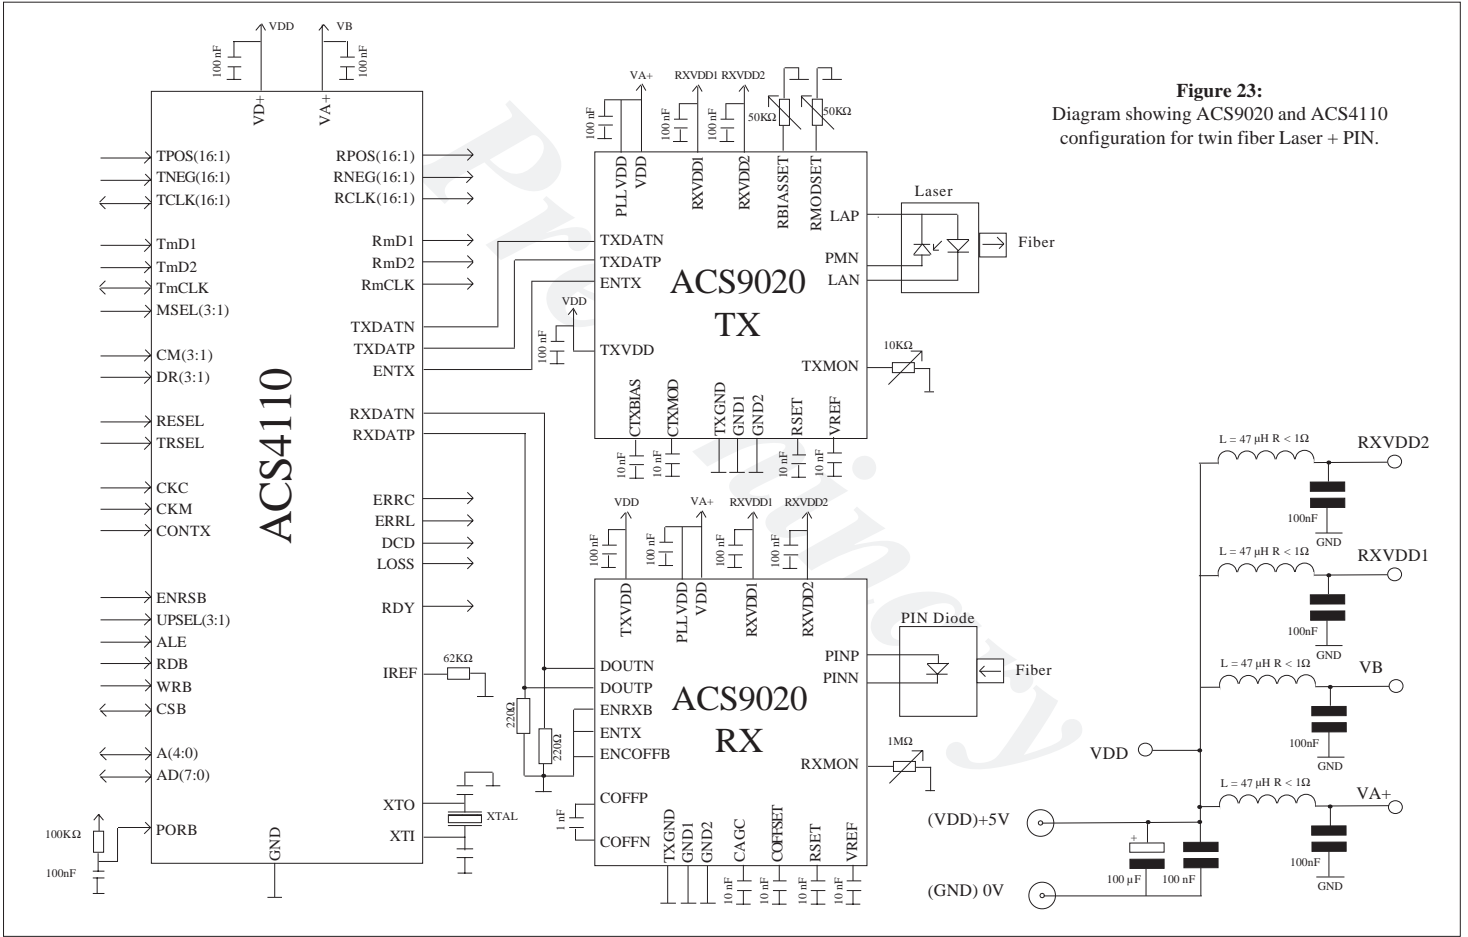 Figure 23:
Diagram showing ACS9020 and ACS4110
configuration for twin fiber Laser + PIN.
Preliminary
VDD
VB
100 nF
100 nF
VD+
VA+
TPOS(16:1)
TNEG(16:1)
TCLK(16:1)
TmD1
TmD2
TmCLK
MSEL(3:1)
CM(3:1)
DR(3:1)
RESEL
TRSEL
CKC
CKM
CONTX
ENRSB
UPSEL(3:1)
ALE
RDB
WRB
CSB
A(4:0)
AD(7:0)
PORB
100KΩ
100nF
GND
ACS4110
RPOS(16:1)
RNEG(16:1)
RCLK(16:1)
RmD1
RmD2
RmCLK
TXDATN
TXDATP
ENTX
RXDATN
RXDATP
ERRC
ERRL
DCD
LOSS
RDY
IREF
62KΩ
XTO
XTAL
XTI
VA+
RXVDD1
RXVDD2
100 nF
100 nF
100 nF
50KΩ
50KΩ
PLLVDD
VDD
RXVDD1
RXVDD2
RBIASSET
RMODSET
TXDATN
TXDATP
ENTX
VDD
100 nF
TXVDD
ACS9020
TX
LAP
PMN
LAN
TXMON
Laser
Fiber
10KΩ
CTXBIAS
CTXMOD
TXGND
GND1
GND2
RSET
VREF
10 nF
10 nF
10 nF
10 nF
VDD
VA+
RXVDD1
RXVDD2
100 nF
100 nF
100 nF
100 nF
TXVDD
PLLVDD
VDD
RXVDD1
RXVDD2
DOUTN
DOUTP
ENRXB
ENTX
ENCOFFB
COFFP
COFFN
220Ω
220Ω
1 nF
ACS9020
RX
PINP
PINN
RXMON
PIN Diode
Fiber
1MΩ
TXGND
GND1
GND2
CAGC
COFFSET
RSET
VREF
10 nF
10 nF
10 nF
10 nF
L = 47 µH R < 1Ω
RXVDD2
100nF
GND
L = 47 µH R < 1Ω
RXVDD1
100nF
GND
L = 47 µH R < 1Ω
VB
100nF
GND
VDD
L = 47 µH R < 1Ω
VA+
100nF
GND
(VDD)+5V
+
100 µF
100 nF
(GND) 0V